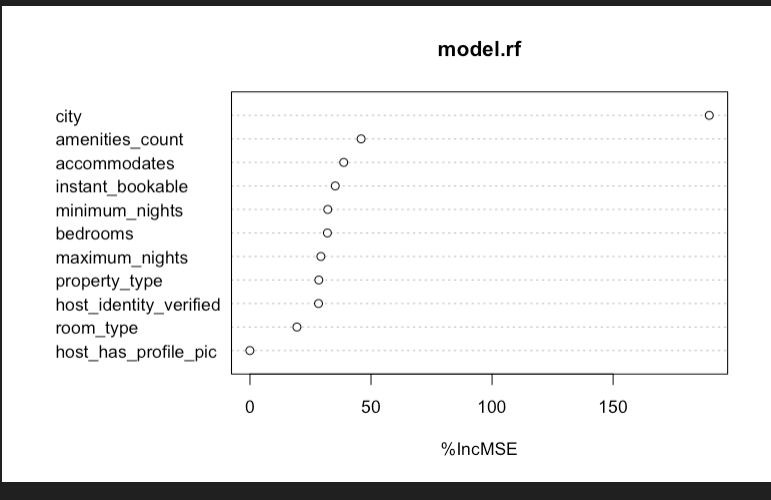 model.rf
city
amenities_count
accommodates
instant_bookable
minimum_nights
bedrooms
maximum_nights
property_type
host_identity_verified
room_type
host_has_profile_pic
0 50 100 150
%IncMSE